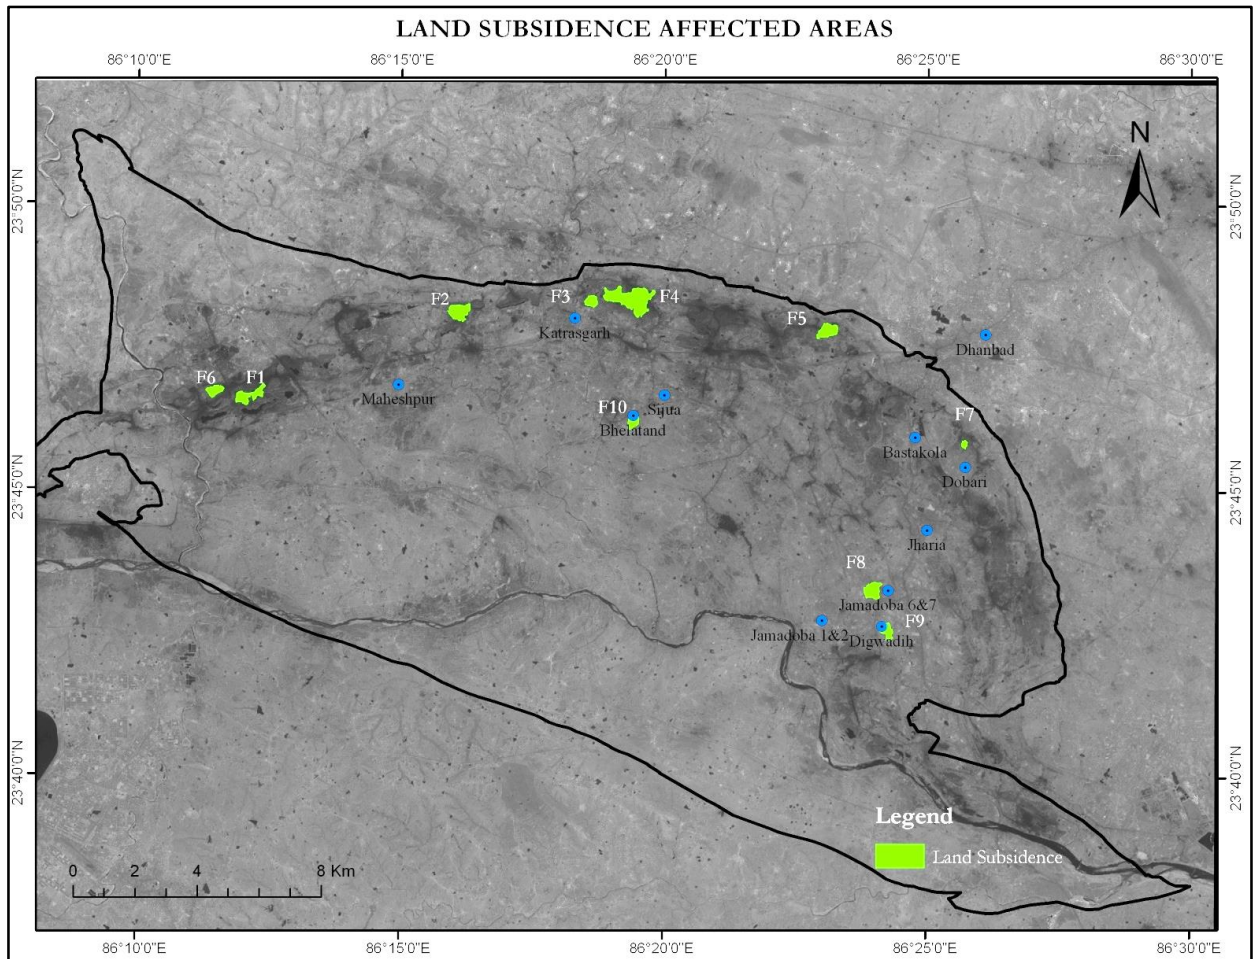 LAND SUBSIDENCE AFFECTED AREAS
86°10'0"E 86°15'0"E 86°20'0"E 86°25'0"E 86°30'0"E
N
23°50'0"N
23°50'0"N
F2
F3
F4
F5
Katrasgarh
Dhanbad
F6
F1
Maheshpur
F10
Sijua
Bhelatand
F7
Bastakola
Dobari
23°45'0"N
23°45'0"N
Jharia
F8
Jamadoba 6&7
F9
Jamadoba 1&2
Digwadih
23°40'0"N
23°40'0"N
Legend
Land Subsidence
0 2 4 8 Km
86°10'0"E 86°15'0"E 86°20'0"E 86°25'0"E 86°30'0"E